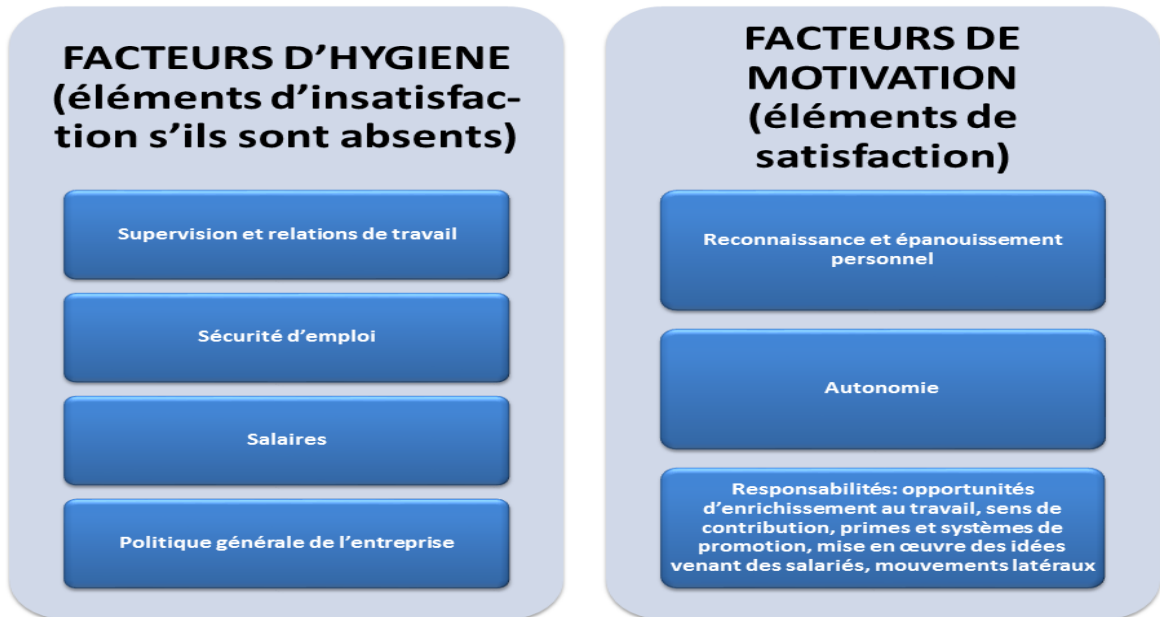 FACTEURS D’HYGIENE
(éléments d’insatisfac-
tion s’ils sont absents)
Supervision et relations de travail
Sécurité d’emploi
Salaires
Politique générale de l’entreprise
FACTEURS DE
MOTIVATION
(éléments de
satisfaction)
Reconnaissance et épanouissement
personnel
Autonomie
Responsabilités: opportunités
d’enrichissement au travail, sens de
contribution, primes et systèmes de
promotion, mise en œuvre des idées
venant des salariés, mouvements latéraux